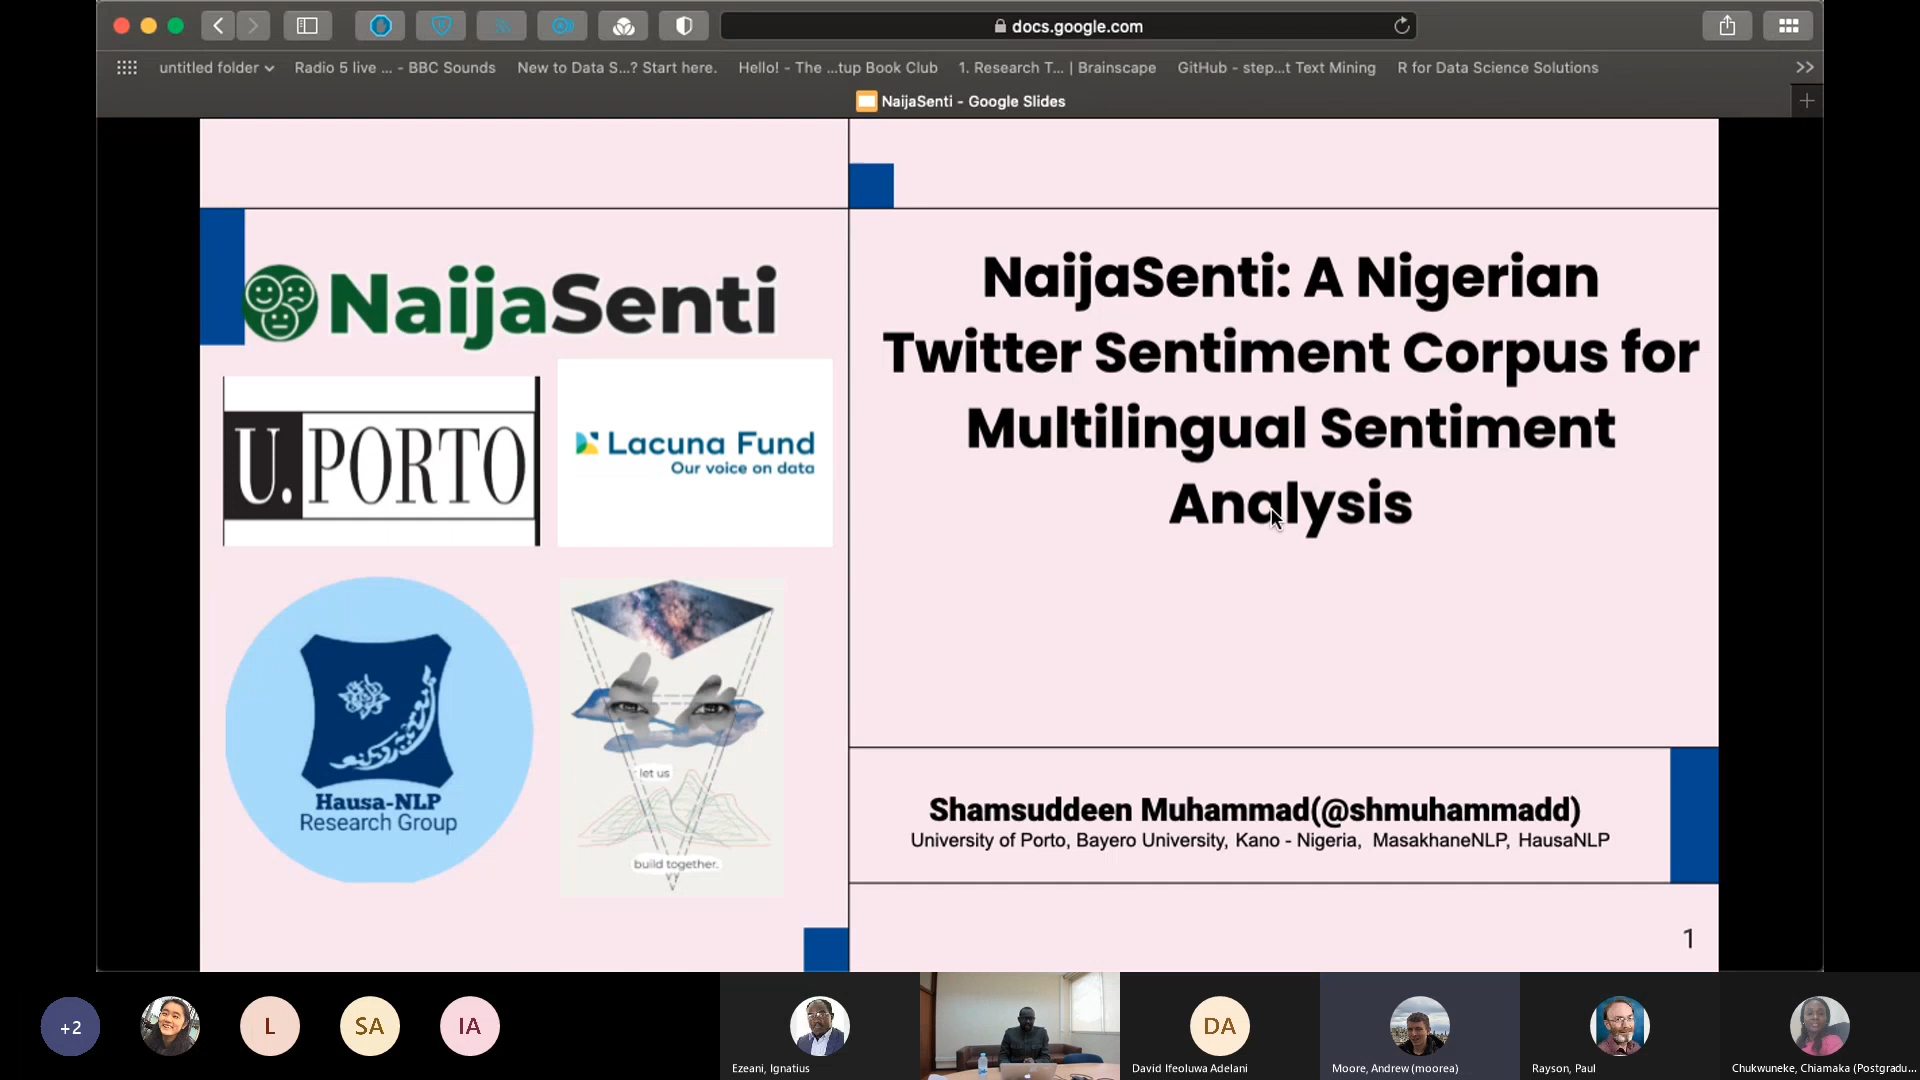 docs.google.com
untitled folder
Radio 5 live ... - BBC Sounds
New to Data S...? Start here.
Hello! - The ...tup Book Club
1. Research T... | Brainscape
GitHub - step...t Text Mining
R for Data Science Solutions
NaijaSenti - Google Slides
NaijaSenti
U. PORTO
Lacuna Fund
Our voice on data
Hausa-NLP
Research Group
let us
build together.
NaijaSenti: A Nigerian
Twitter Sentiment Corpus for
Multilingual Sentiment
Analysis
Shamsuddeen Muhammad(@shmuhammadd)
University of Porto, Bayero University, Kano - Nigeria, MasakhaneNLP, HausaNLP
1
+2
L
SA
IA
Ezeani, Ignatius
DA
David Ifeoluwa Adelani
Moore, Andrew (moorea)
Rayson, Paul
Chukwuneke, Chiamaka (Postgradu...